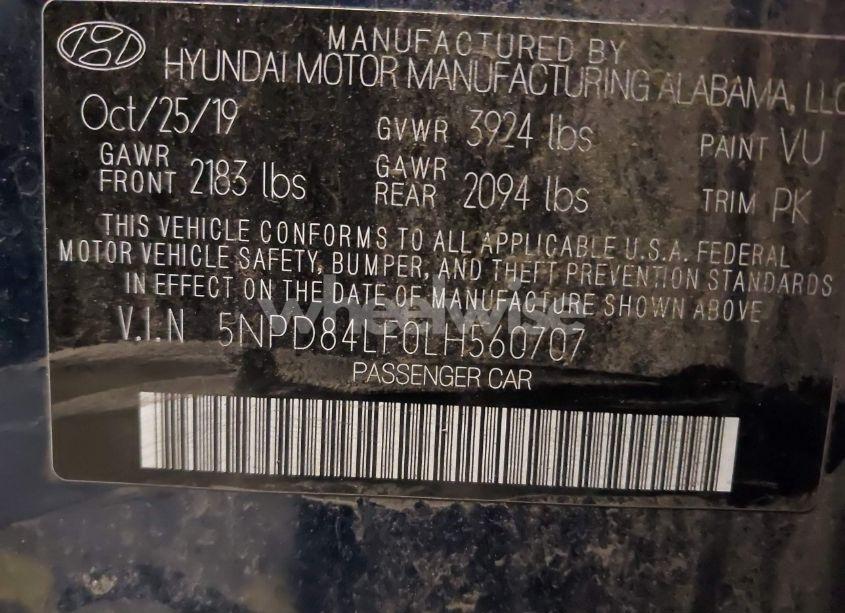 MANUFACTURED BY
HYUNDAI MOTOR MANUFACTURING ALABAMA, LLC
Oct/25/19 GVWR 3924 lbs PAINT VU
GAWR FRONT 2183 lbs GAWR REAR 2094 lbs TRIM PK
THIS VEHICLE CONFORMS TO ALL APPLICABLE U.S.A. FEDERAL
MOTOR VEHICLE SAFETY, BUMPER, AND THEFT PREVENTION STANDARDS
IN EFFECT ON THE DATE OF MANUFACTURE SHOWN ABOVE
wheelwise
V.I.N 5NPD84LF0LH560707
PASSENGER CAR